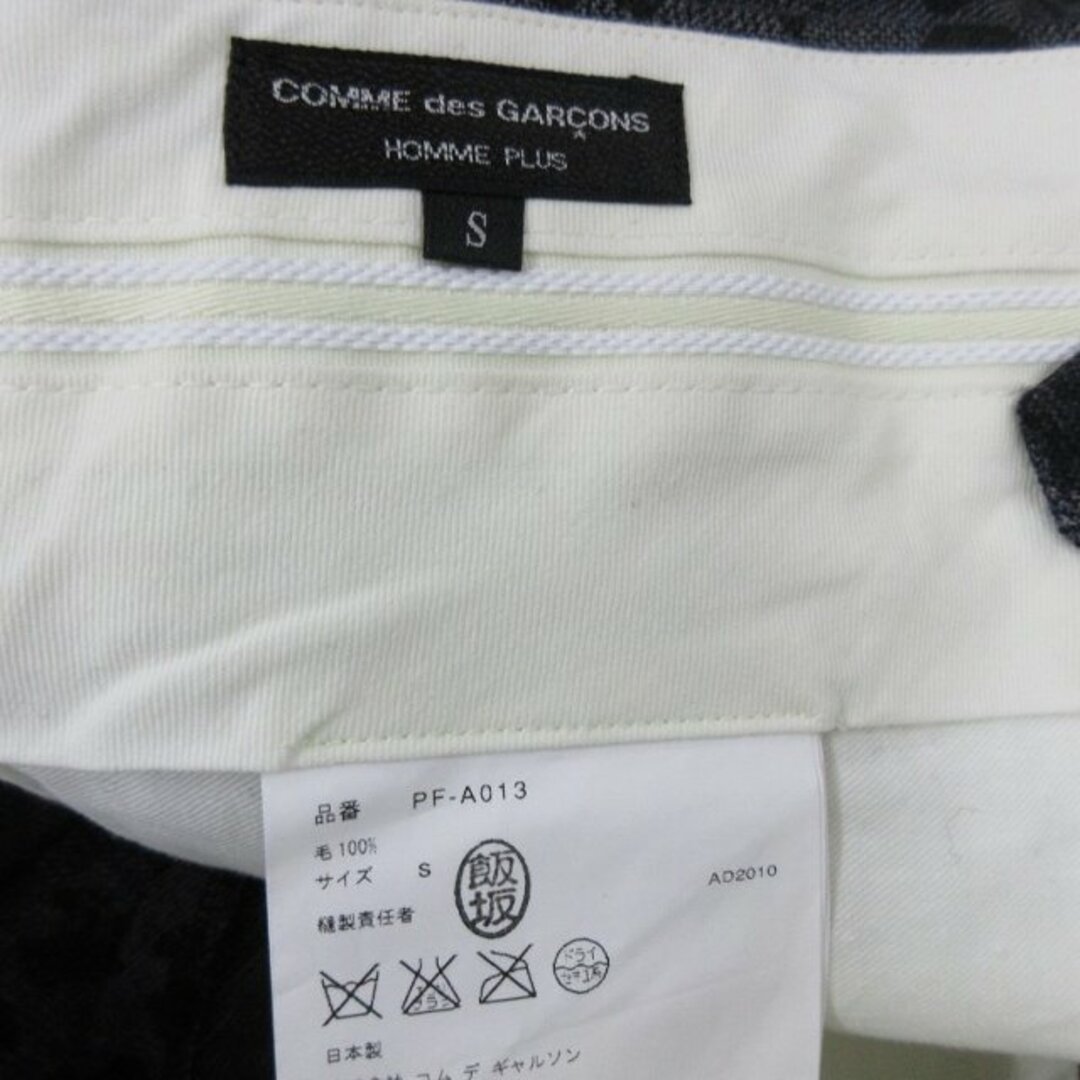 COMME des GARÇONS
HOMME PLUS
S
品番 PF-A013
毛 100%
サイズ S
AD2010
縫製責任者
飯坂
ドライ
日本製
コム デ ギャルソン